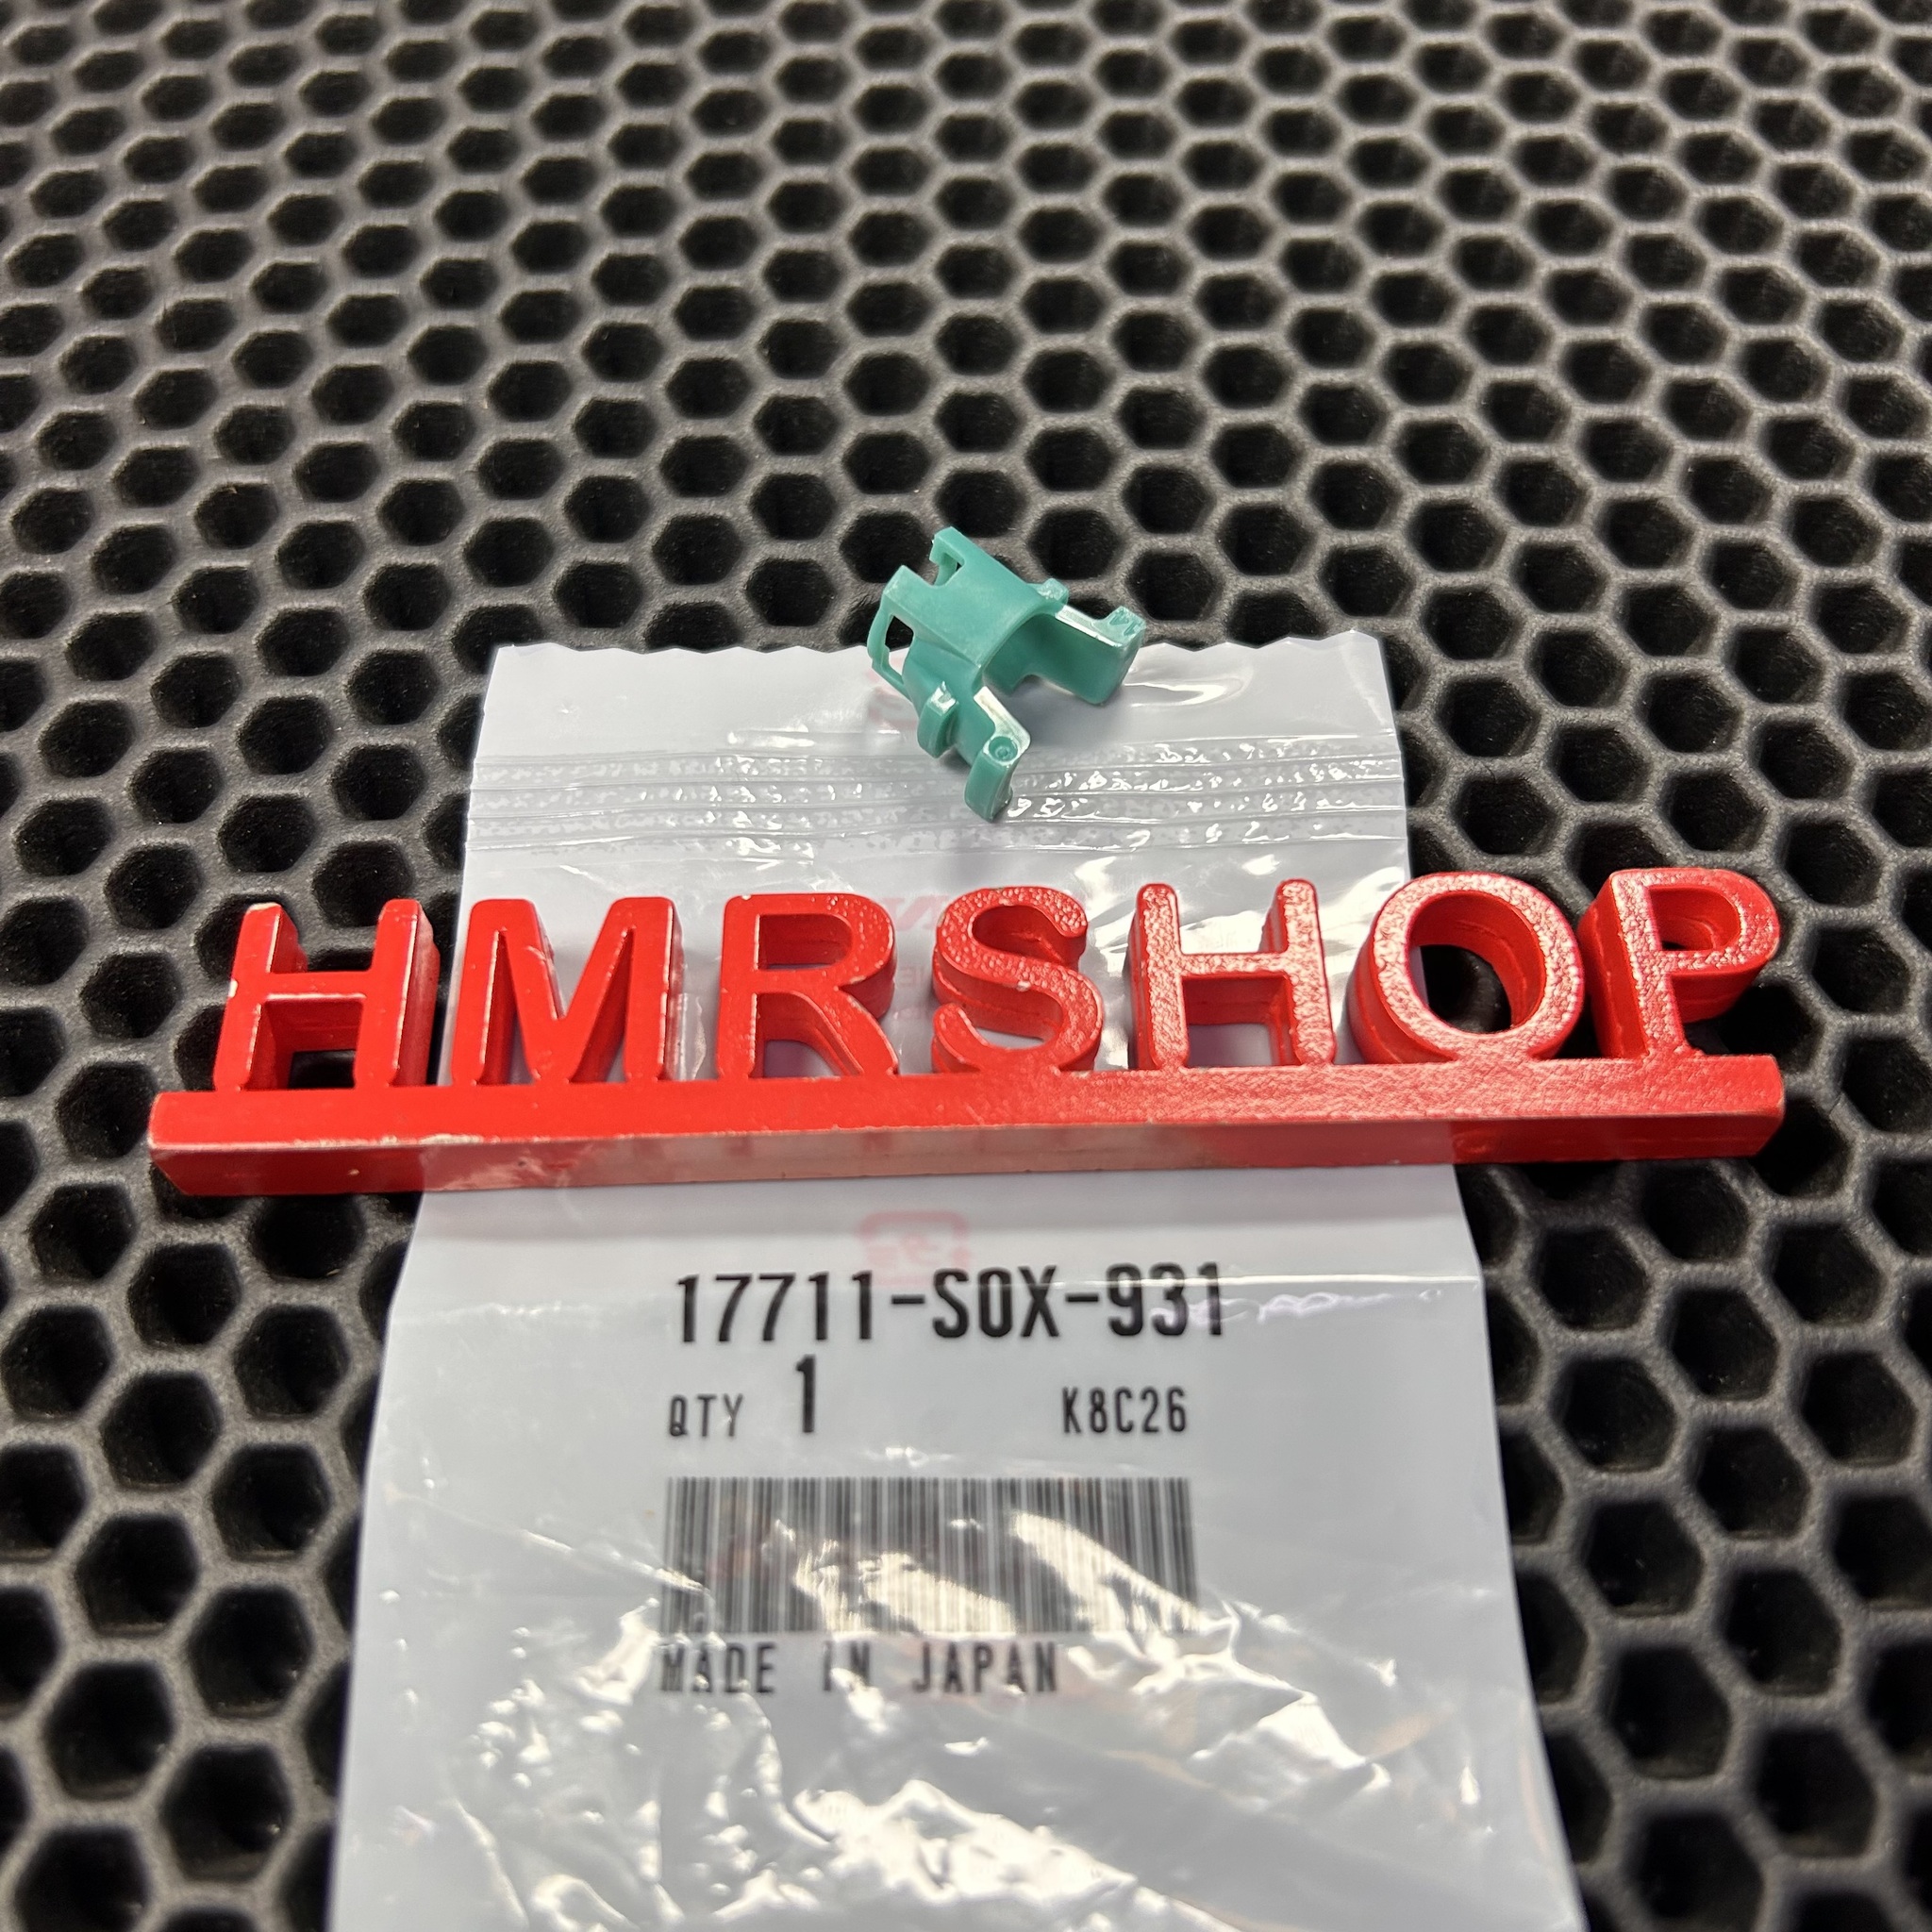 HMRSHOP
17711-S0X-931
QTY 1 K8C26
MADE IN JAPAN